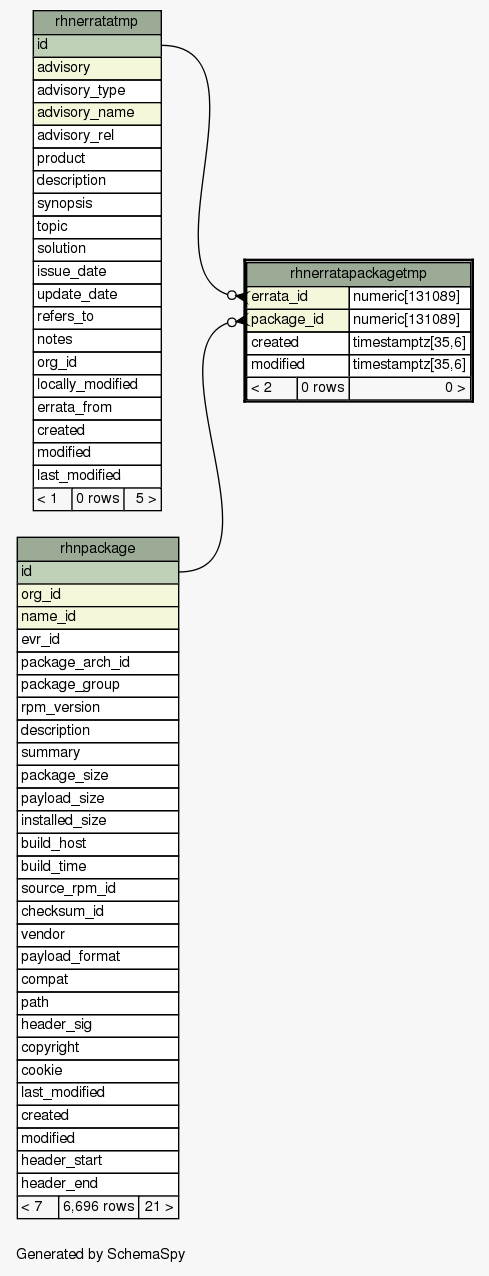 rhnerratatmp
id
advisory
advisory_type
advisory_name
advisory_rel
product
description
synopsis
topic
solution
issue_date
update_date
refers_to
notes
org_id
locally_modified
errata_from
created
modified
last_modified
< 1 0 rows 5 >
rhnerratapackagetmp
errata_id numeric[131089]
package_id numeric[131089]
created timestamptz[35,6]
modified timestamptz[35,6]
< 2 0 rows 0 >
rhnpackage
id
org_id
name_id
evr_id
package_arch_id
package_group
rpm_version
description
summary
package_size
payload_size
installed_size
build_host
build_time
source_rpm_id
checksum_id
vendor
payload_format
compat
path
header_sig
copyright
cookie
last_modified
created
modified
header_start
header_end
< 7 6,696 rows 21 >
Generated by SchemaSpy